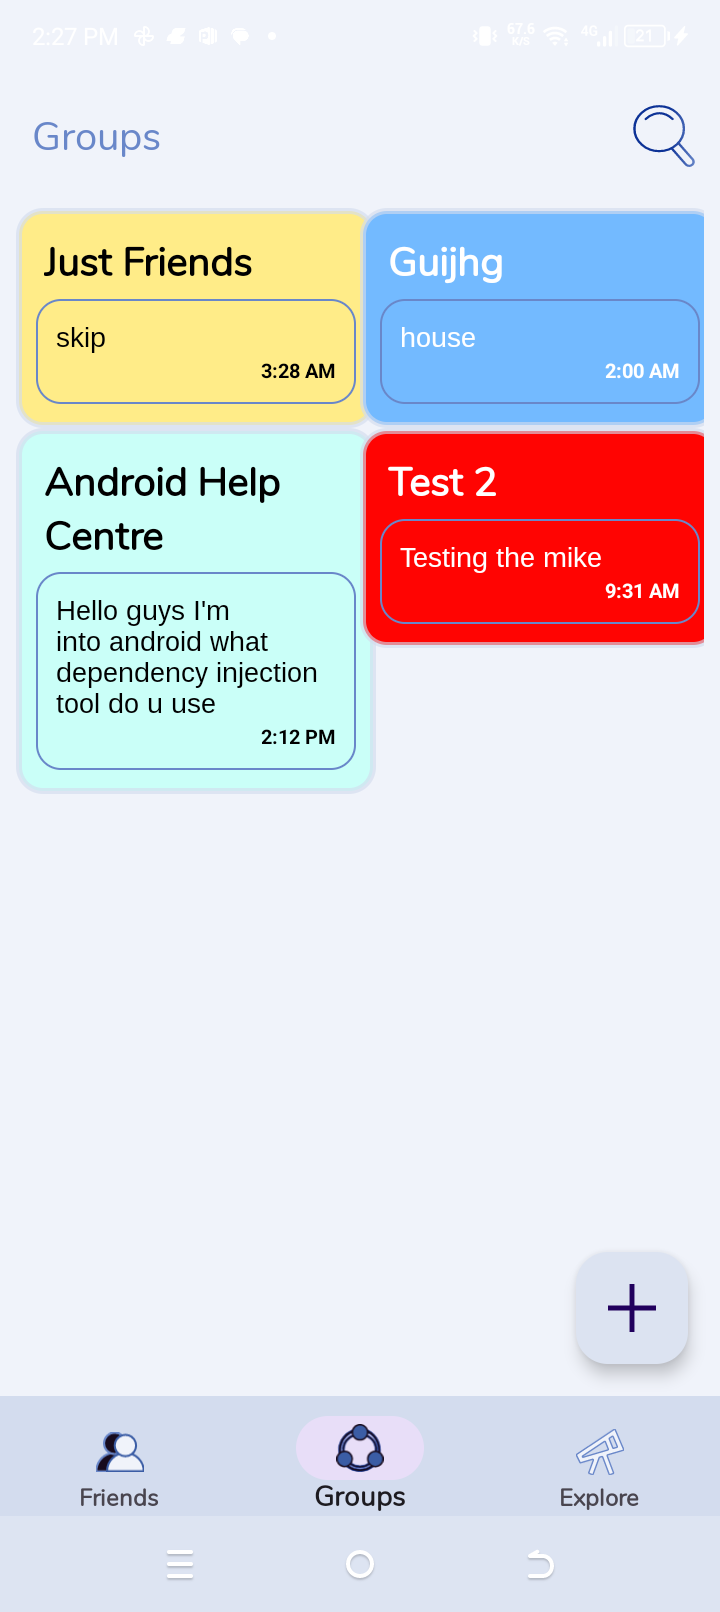 2:27 PM
67.6
K/S
4G
21
Groups
Just Friends
skip
3:28 AM
Guijhg
house
2:00 AM
Android Help
Centre
Hello guys I'm
into android what
dependency injection
tool do u use
2:12 PM
Test 2
Testing the mike
9:31 AM
Friends
Groups
Explore